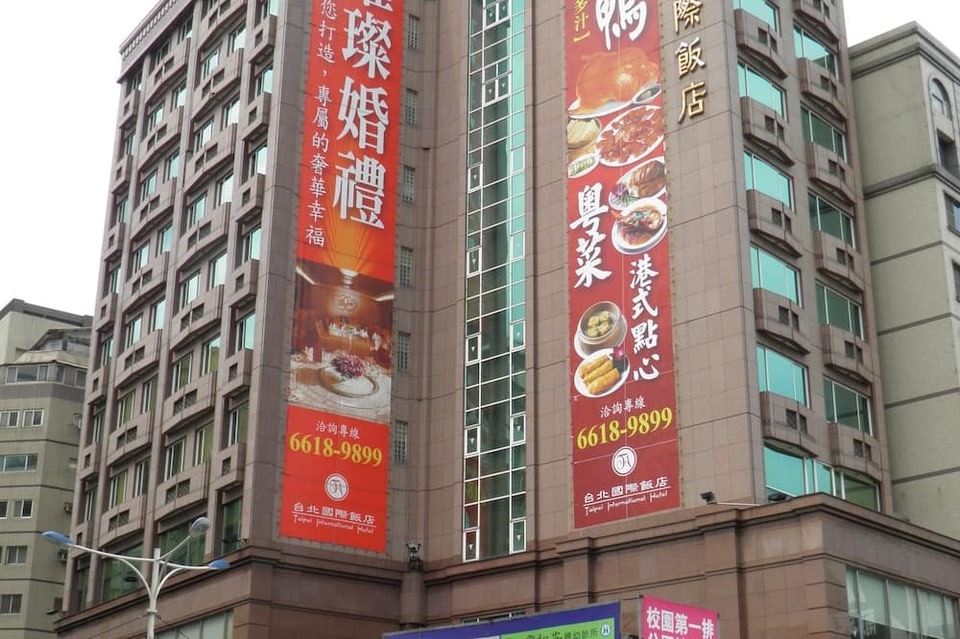 璨婚禮
您打造，專屬的奢華幸福
洽詢專線
6618-9899
台北國際飯店
Taipei International Hotel
多汁】
鴨
粵菜
港式點心
洽詢專線
6618-9899
台北國際飯店
Taipei International Hotel
際飯店
校園第一排